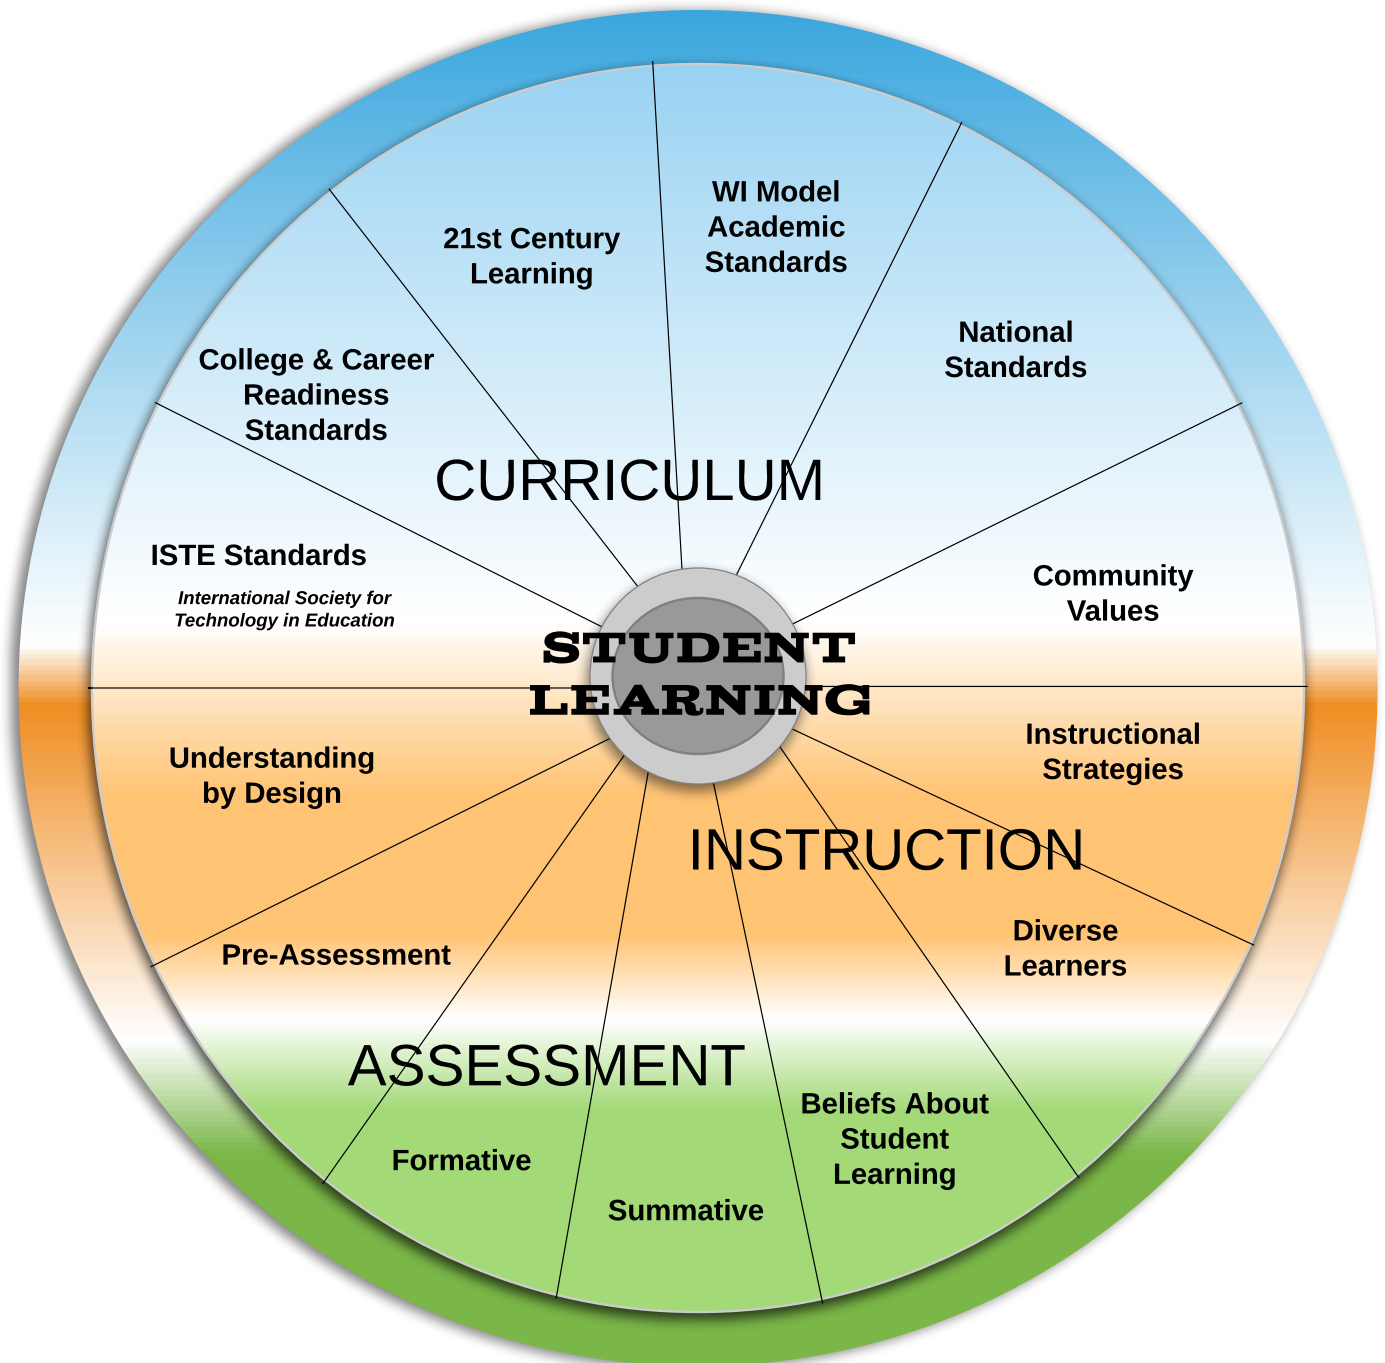 WI Model
Academic
Standards
21st Century
Learning
National
Standards
College & Career
Readiness
Standards
CURRICULUM
ISTE Standards
International Society for
Technology in Education
Community
Values
STUDENT
LEARNING
Instructional
Strategies
Understanding
by Design
INSTRUCTION
Diverse
Learners
Pre-Assessment
ASSESSMENT
Beliefs About
Student
Learning
Formative
Summative